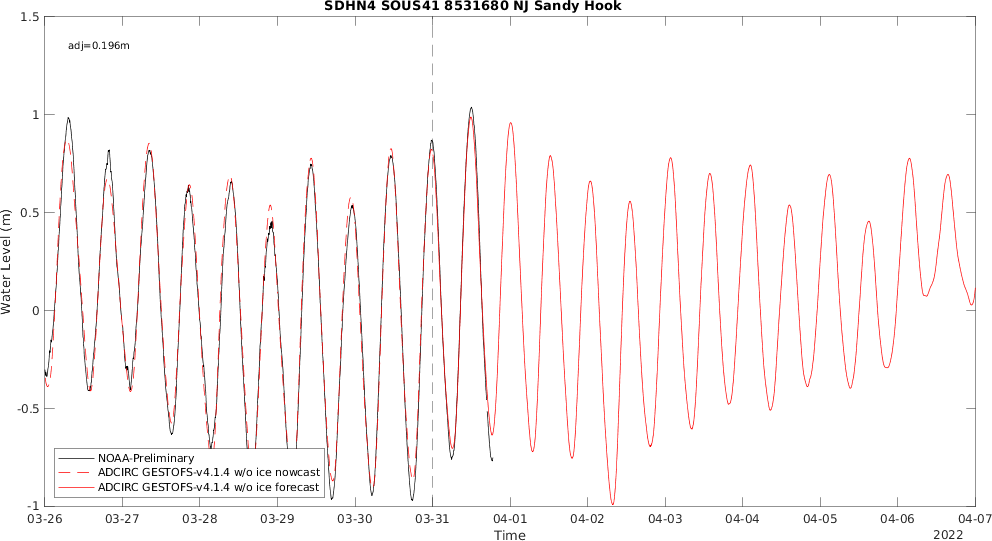 SDHN4 SOUS41 8531680 NJ Sandy Hook
adj=0.196m
1.5
1
0.5
0
-0.5
-1
Water Level (m)
NOAA-Preliminary
ADCIRC GESTOFS-v4.1.4 w/o ice nowcast
ADCIRC GESTOFS-v4.1.4 w/o ice forecast
03-26 03-27 03-28 03-29 03-30 03-31 04-01 04-02 04-03 04-04 04-05 04-06 04-07
Time
2022